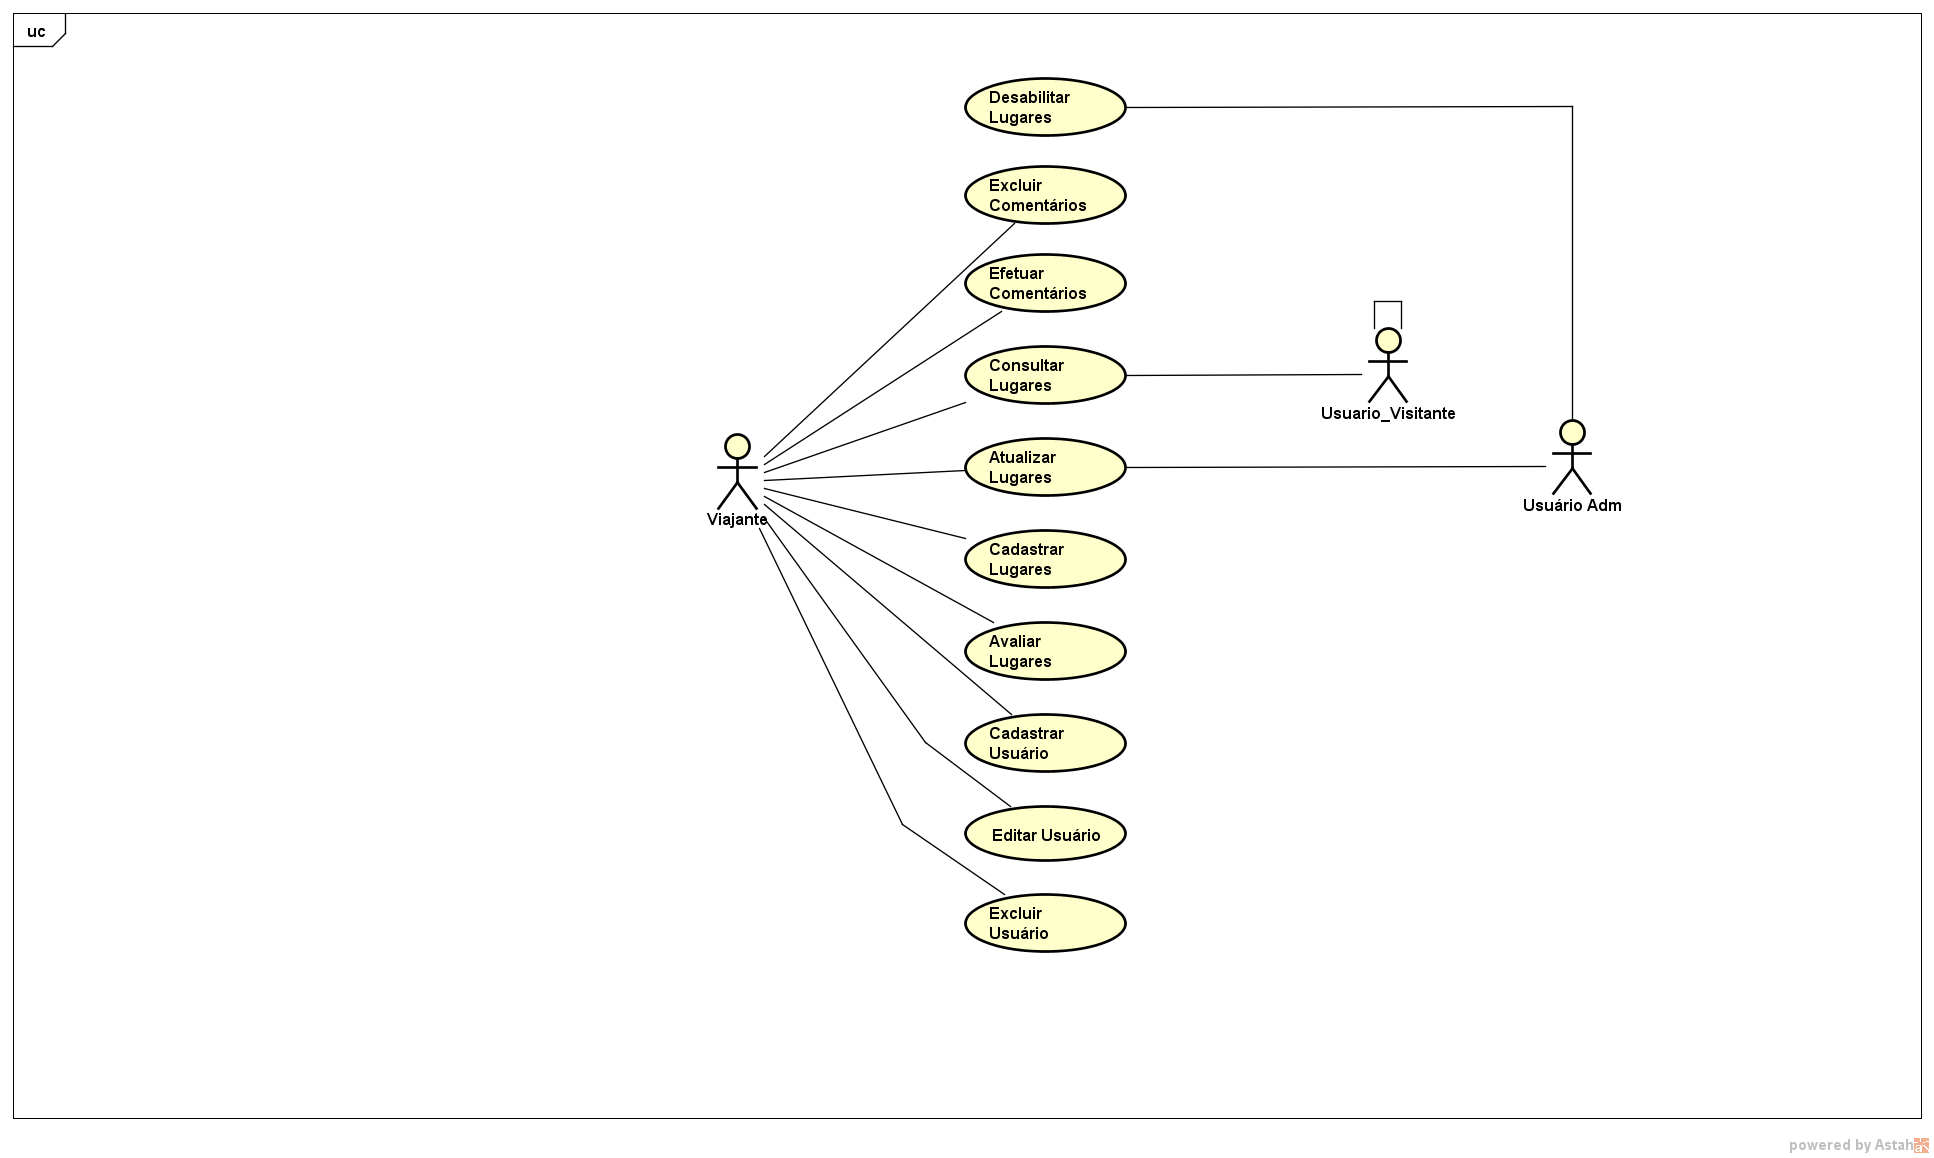 uc
Desabilitar
Lugares
Excluir
Comentários
Efetuar
Comentários
Consultar
Lugares
Usuario_Visitante
Atualizar
Lugares
Usuário Adm
Viajante
Cadastrar
Lugares
Avaliar
Lugares
Cadastrar
Usuário
Editar Usuário
Excluir
Usuário
powered by Astah